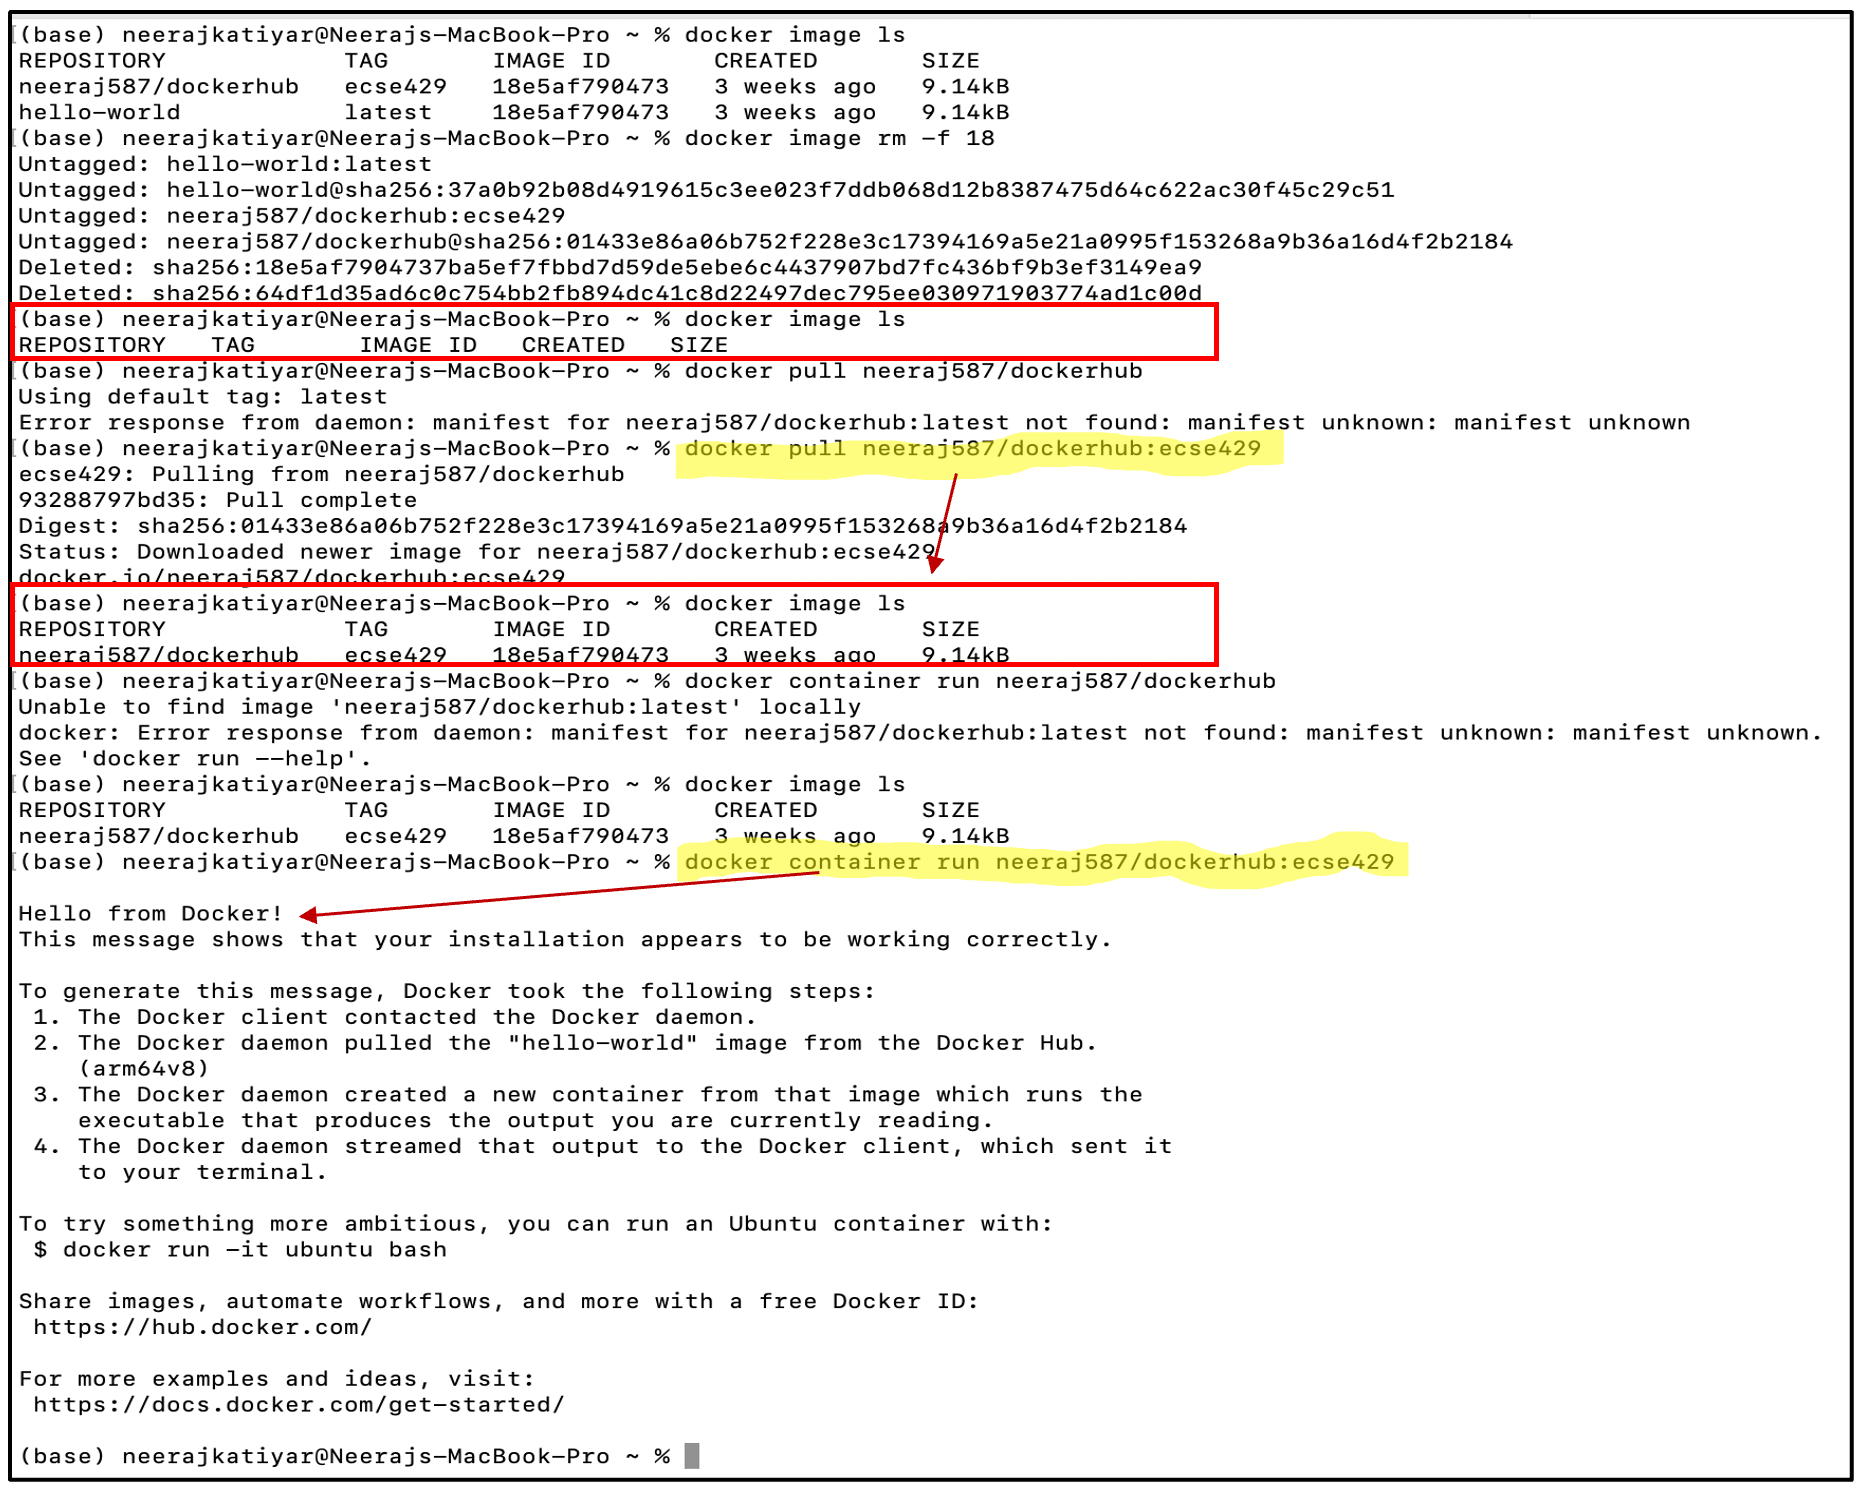 (base) neerajkatiyar@Neerajs-MacBook-Pro ~ % docker image ls
REPOSITORY            TAG       IMAGE ID       CREATED       SIZE
neeraj587/dockerhub   ecse429   18e5af790473   3 weeks ago   9.14kB
hello-world           latest    18e5af790473   3 weeks ago   9.14kB
(base) neerajkatiyar@Neerajs-MacBook-Pro ~ % docker image rm -f 18
Untagged: hello-world:latest
Untagged: hello-world@sha256:37a0b92b08d4919615c3ee023f7ddb068d12b8387475d64c622ac30f45c29c51
Untagged: neeraj587/dockerhub:ecse429
Untagged: neeraj587/dockerhub@sha256:01433e86a06b752f228e3c17394169a5e21a0995f153268a9b36a16d4f2b2184
Deleted: sha256:18e5af7904737ba5ef7fbbd7d59de5ebe6c4437907bd7fc436bf9b3ef3149ea9
Deleted: sha256:64df1d35ad6c0c754bb2fb894dc41c8d22497dec795ee030971903774ad1c00d
(base) neerajkatiyar@Neerajs-MacBook-Pro ~ % docker image ls
REPOSITORY   TAG       IMAGE ID   CREATED   SIZE
(base) neerajkatiyar@Neerajs-MacBook-Pro ~ % docker pull neeraj587/dockerhub
Using default tag: latest
Error response from daemon: manifest for neeraj587/dockerhub:latest not found: manifest unknown: manifest unknown
(base) neerajkatiyar@Neerajs-MacBook-Pro ~ % docker pull neeraj587/dockerhub:ecse429
ecse429: Pulling from neeraj587/dockerhub
93288797bd35: Pull complete
Digest: sha256:01433e86a06b752f228e3c17394169a5e21a0995f153268a9b36a16d4f2b2184
Status: Downloaded newer image for neeraj587/dockerhub:ecse429
docker.io/neeraj587/dockerhub:ecse429
(base) neerajkatiyar@Neerajs-MacBook-Pro ~ % docker image ls
REPOSITORY            TAG       IMAGE ID       CREATED       SIZE
neeraj587/dockerhub   ecse429   18e5af790473   3 weeks ago   9.14kB
(base) neerajkatiyar@Neerajs-MacBook-Pro ~ % docker container run neeraj587/dockerhub
Unable to find image 'neeraj587/dockerhub:latest' locally
docker: Error response from daemon: manifest for neeraj587/dockerhub:latest not found: manifest unknown: manifest unknown.
See 'docker run --help'.
(base) neerajkatiyar@Neerajs-MacBook-Pro ~ % docker image ls
REPOSITORY            TAG       IMAGE ID       CREATED       SIZE
neeraj587/dockerhub   ecse429   18e5af790473   3 weeks ago   9.14kB
(base) neerajkatiyar@Neerajs-MacBook-Pro ~ % docker container run neeraj587/dockerhub:ecse429
Hello from Docker!
This message shows that your installation appears to be working correctly.
To generate this message, Docker took the following steps:
 1. The Docker client contacted the Docker daemon.
 2. The Docker daemon pulled the "hello-world" image from the Docker Hub.
    (arm64v8)
 3. The Docker daemon created a new container from that image which runs the
    executable that produces the output you are currently reading.
 4. The Docker daemon streamed that output to the Docker client, which sent it
    to your terminal.
To try something more ambitious, you can run an Ubuntu container with:
 $ docker run -it ubuntu bash
Share images, automate workflows, and more with a free Docker ID:
 https://hub.docker.com/
For more examples and ideas, visit:
 https://docs.docker.com/get-started/
(base) neerajkatiyar@Neerajs-MacBook-Pro ~ %